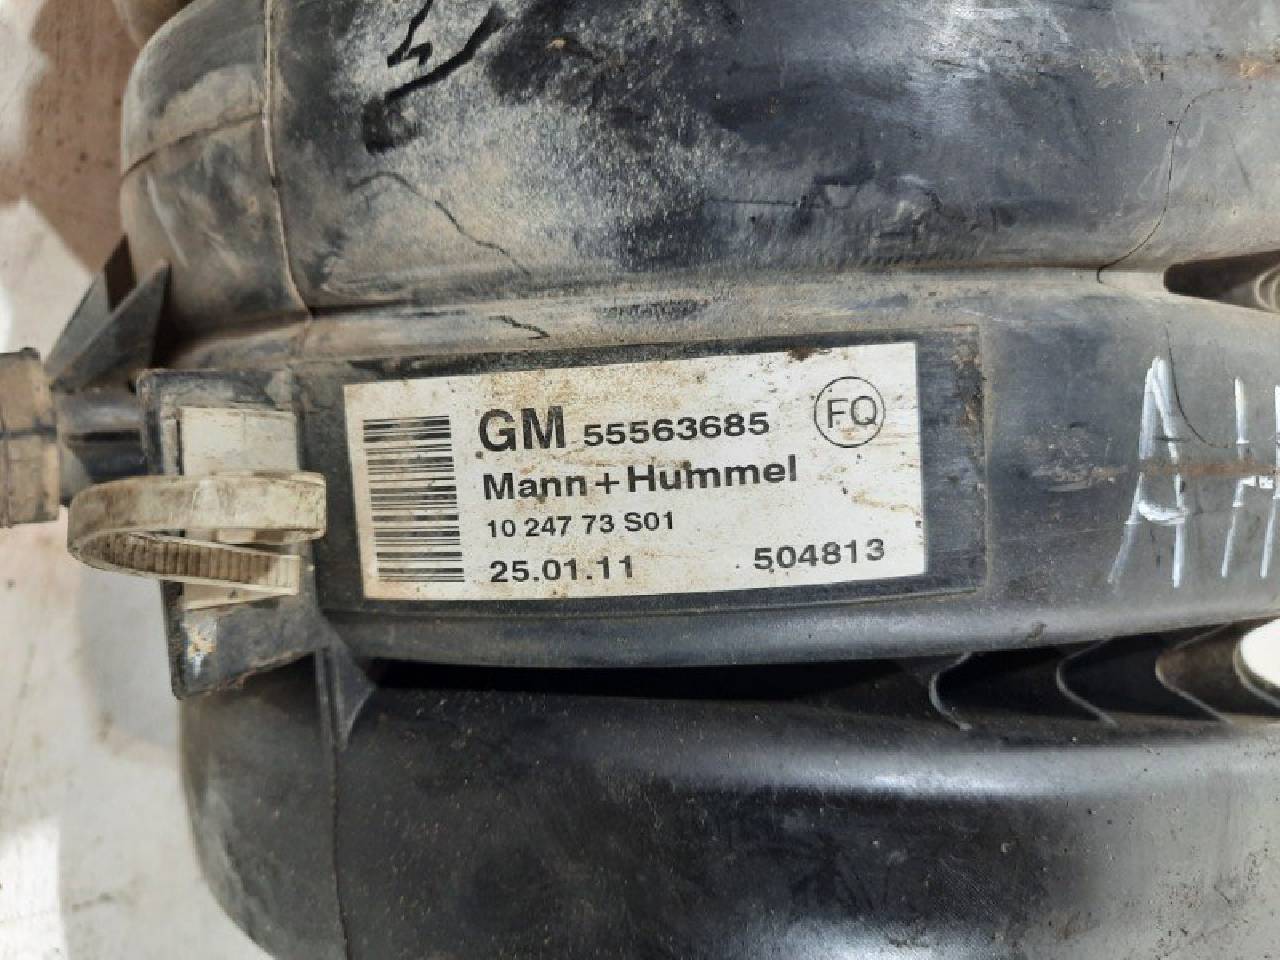 GM 55563685 FQ
Mann+Hummel
10 247 73 S01
25.01.11 504813